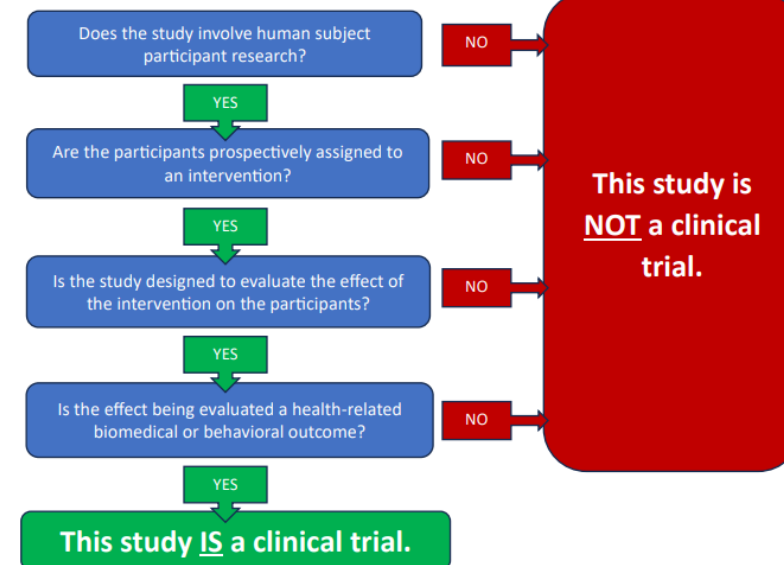 Does the study involve human subject
participant research?
NO
YES
Are the participants prospectively assigned to
an intervention?
NO
This study is
NOT a clinical
trial.
YES
Is the study designed to evaluate the effect of
the intervention on the participants?
NO
YES
Is the effect being evaluated a health-related
biomedical or behavioral outcome?
NO
YES
This study IS a clinical trial.